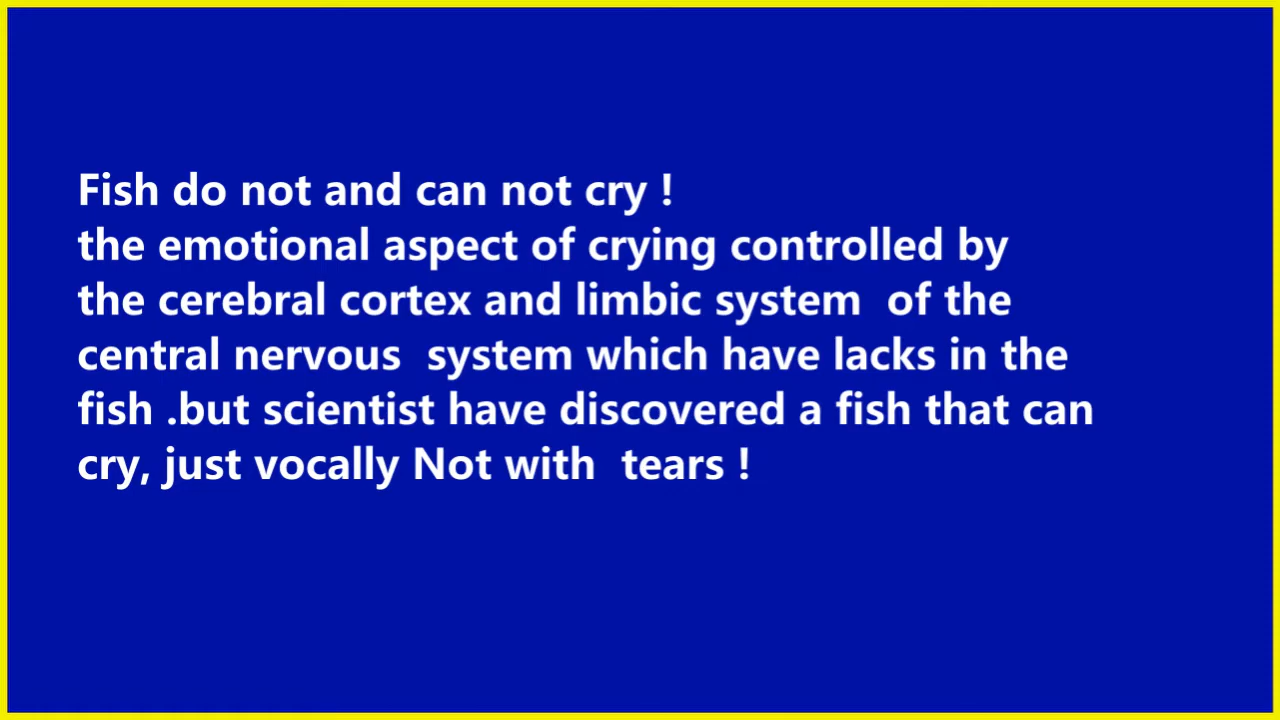 Fish do not and can not cry !
the emotional aspect of crying controlled by
the cerebral cortex and limbic system  of the
central nervous  system which have lacks in the
fish .but scientist have discovered a fish that can
cry, just vocally Not with  tears !